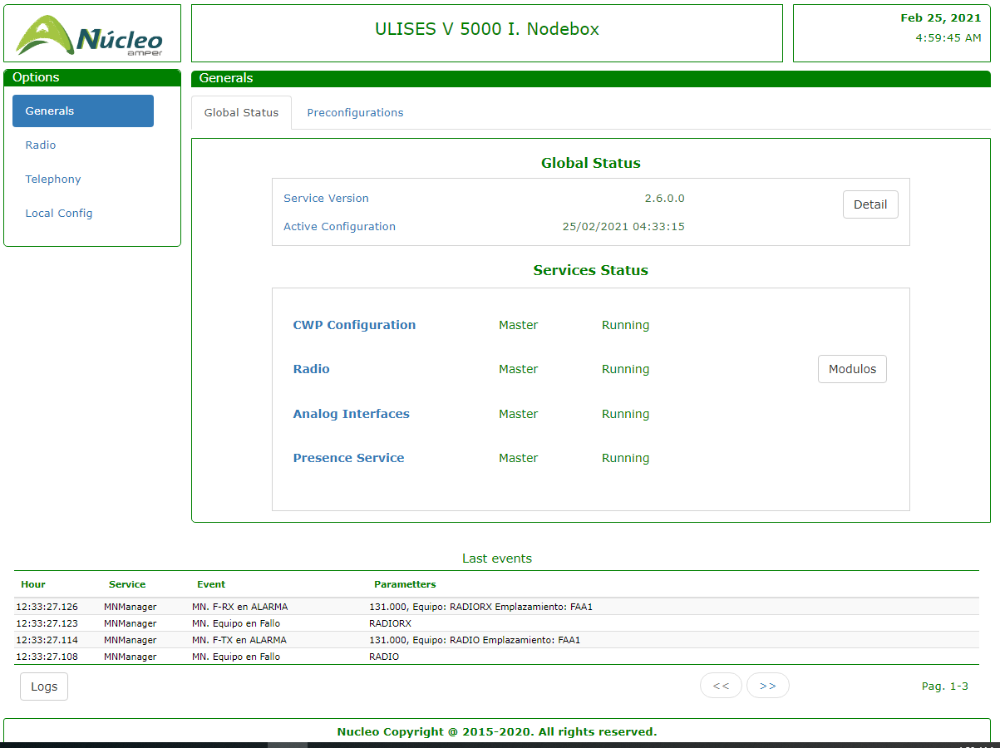 Núcleo
amper
ULISES V 5000 I. Nodebox
Feb 25, 2021
4:59:45 AM
Options
Generals
Radio
Telephony
Local Config
Generals
Global Status Preconfigurations
Global Status
Service Version 2.6.0.0
Detail
Active Configuration 25/02/2021 04:33:15
Services Status
CWP Configuration Master Running
Radio Master Running Modulos
Analog Interfaces Master Running
Presence Service Master Running
Last events
Hour Service Event Parametters
12:33:27.126 MNManager MN. F-RX en ALARMA 131.000, Equipo: RADIORX Emplazamiento: FAA1
12:33:27.123 MNManager MN. Equipo en Fallo RADIORX
12:33:27.114 MNManager MN. F-TX en ALARMA 131.000, Equipo: RADIO Emplazamiento: FAA1
12:33:27.108 MNManager MN. Equipo en Fallo RADIO
Logs << >> Pag. 1-3
Nucleo Copyright @ 2015-2020. All rights reserved.